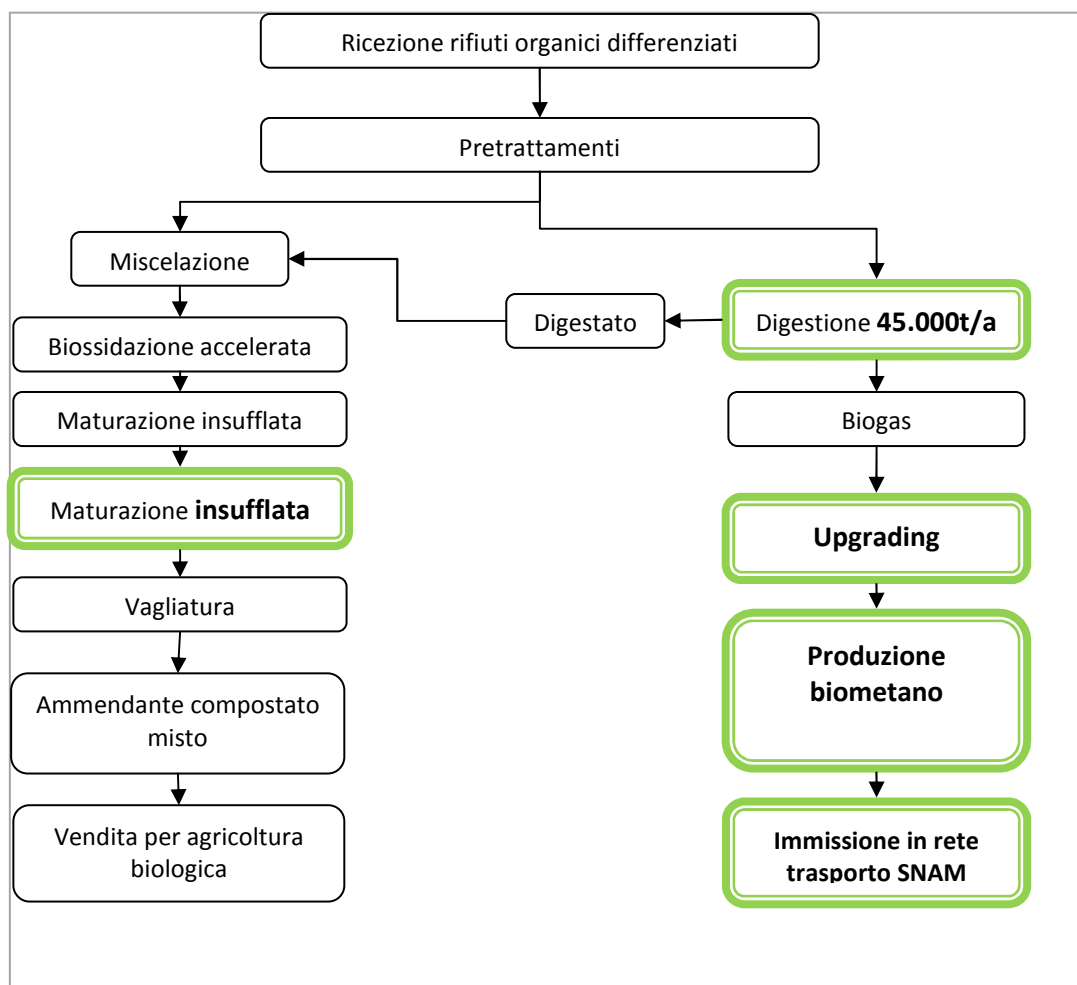 Ricezione rifiuti organici differenziati
Pretrattamenti
Miscelazione
Digestato
Digestione 45.000t/a
Biossidazione accelerata
Maturazione insufflata
Biogas
Maturazione insufflata
Upgrading
Vagliatura
Produzione
biometano
Ammendante compostato
misto
Vendita per agricoltura
biologica
Immissione in rete
trasporto SNAM